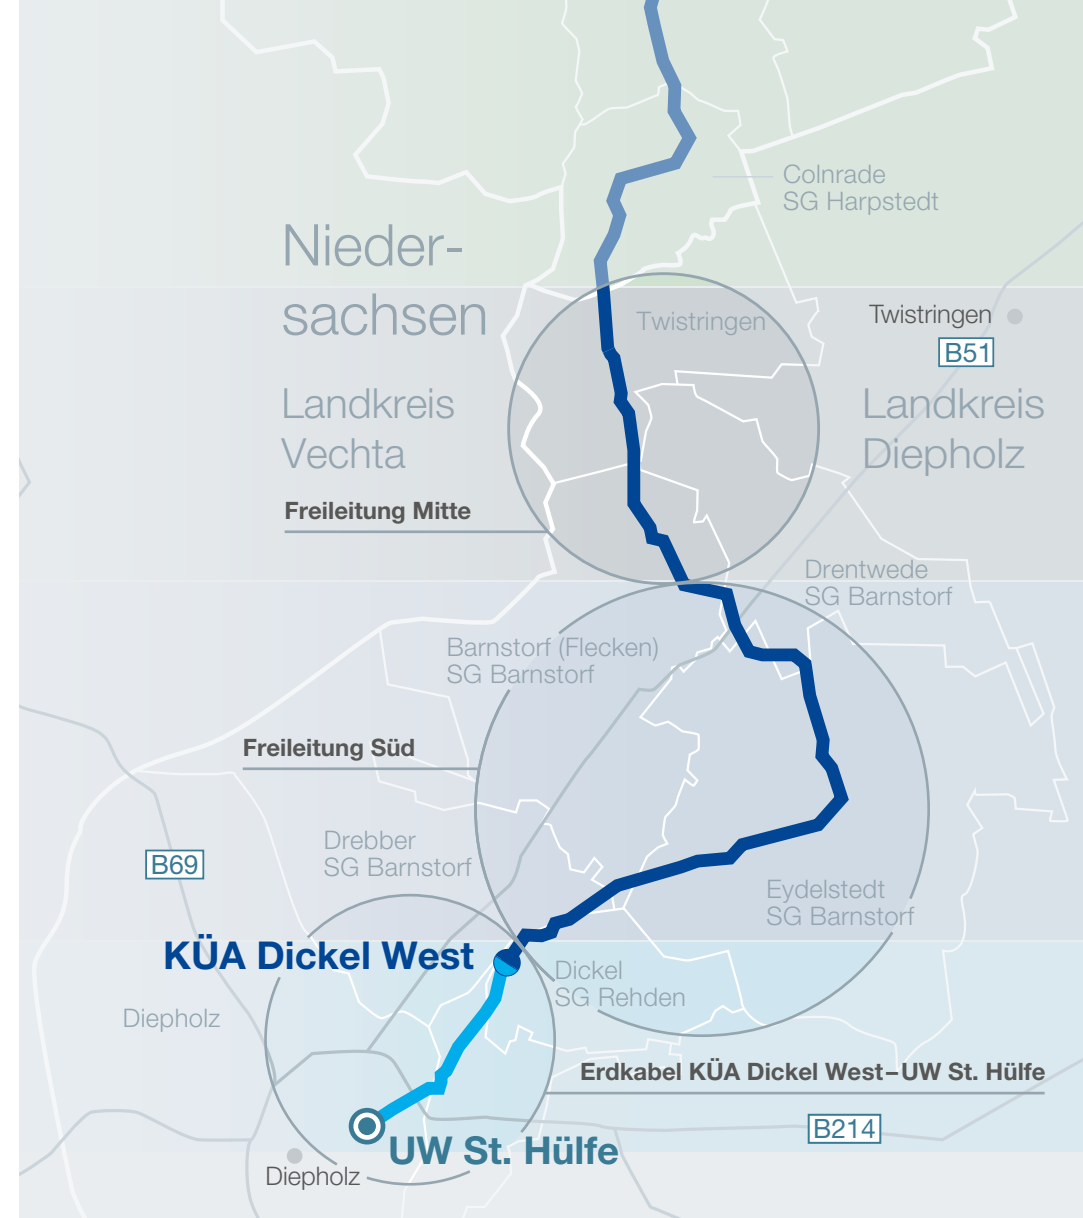 Colnrade
SG Harpstedt
Nieder-
sachsen
Twistringen
Twistringen
B51
Landkreis
Vechta
Landkreis
Diepholz
Freileitung Mitte
Drentwede
SG Barnstorf
Barnstorf (Flecken)
SG Barnstorf
Freileitung Süd
Drebber
SG Barnstorf
B69
Eydelstedt
SG Barnstorf
KÜA Dickel West
Dickel
SG Rehden
Diepholz
Erdkabel KÜA Dickel West–UW St. Hülfe
B214
UW St. Hülfe
Diepholz